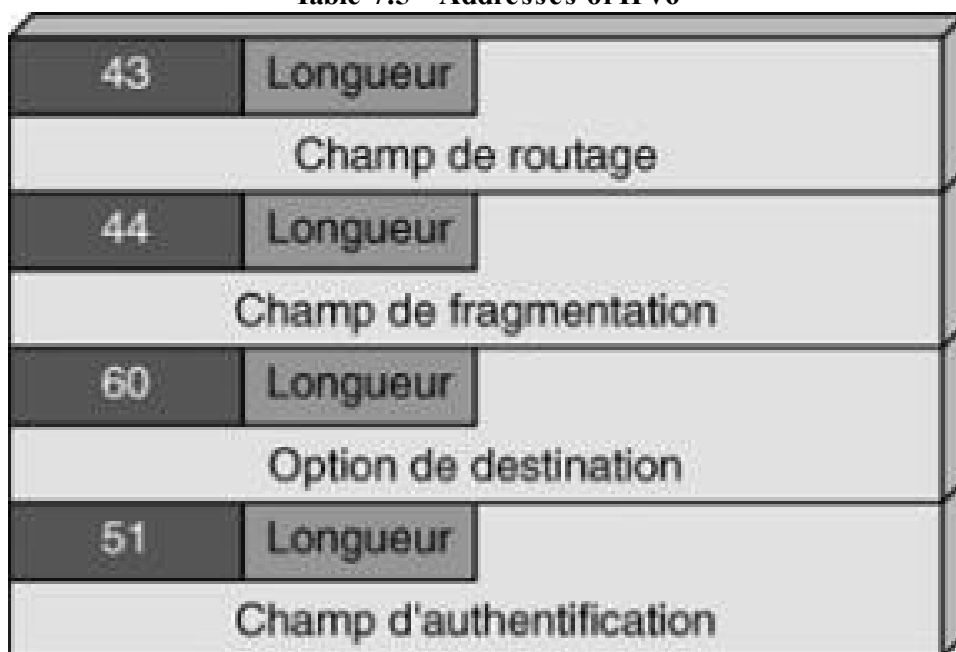 43 Longueur
Champ de routage
44 Longueur
Champ de fragmentation
60 Longueur
Option de destination
51 Longueur
Champ d'authentification